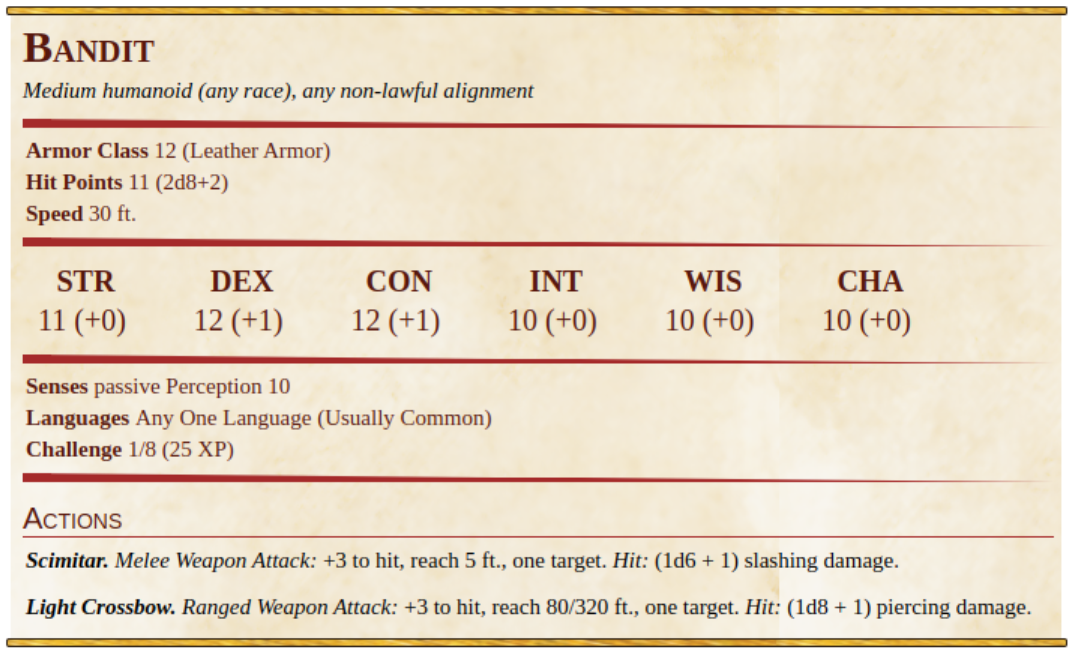 BANDIT
Medium humanoid (any race), any non-lawful alignment
Armor Class 12 (Leather Armor)
Hit Points 11 (2d8+2)
Speed 30 ft.
STR DEX CON INT WIS CHA
11 (+0) 12 (+1) 12 (+1) 10 (+0) 10 (+0) 10 (+0)
Senses passive Perception 10
Languages Any One Language (Usually Common)
Challenge 1/8 (25 XP)
ACTIONS
Scimitar. Melee Weapon Attack: +3 to hit, reach 5 ft., one target. Hit: (1d6 + 1) slashing damage.
Light Crossbow. Ranged Weapon Attack: +3 to hit, reach 80/320 ft., one target. Hit: (1d8 + 1) piercing damage.